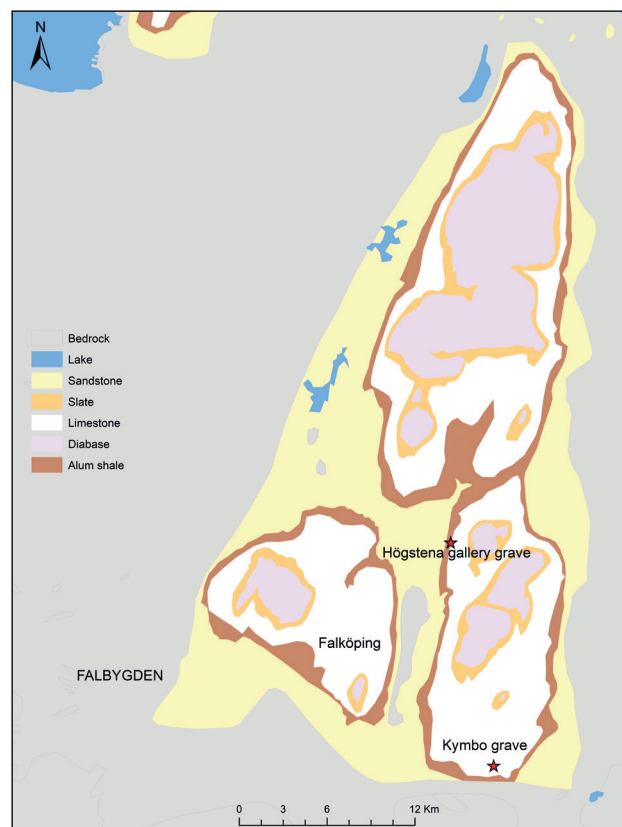 N
Bedrock
Lake
Sandstone
Slate
Limestone
Diabase
Alum shale
Högstena gallery grave
Falköping
FALBYGDEN
Kymbo grave
0 3 6 12 Km